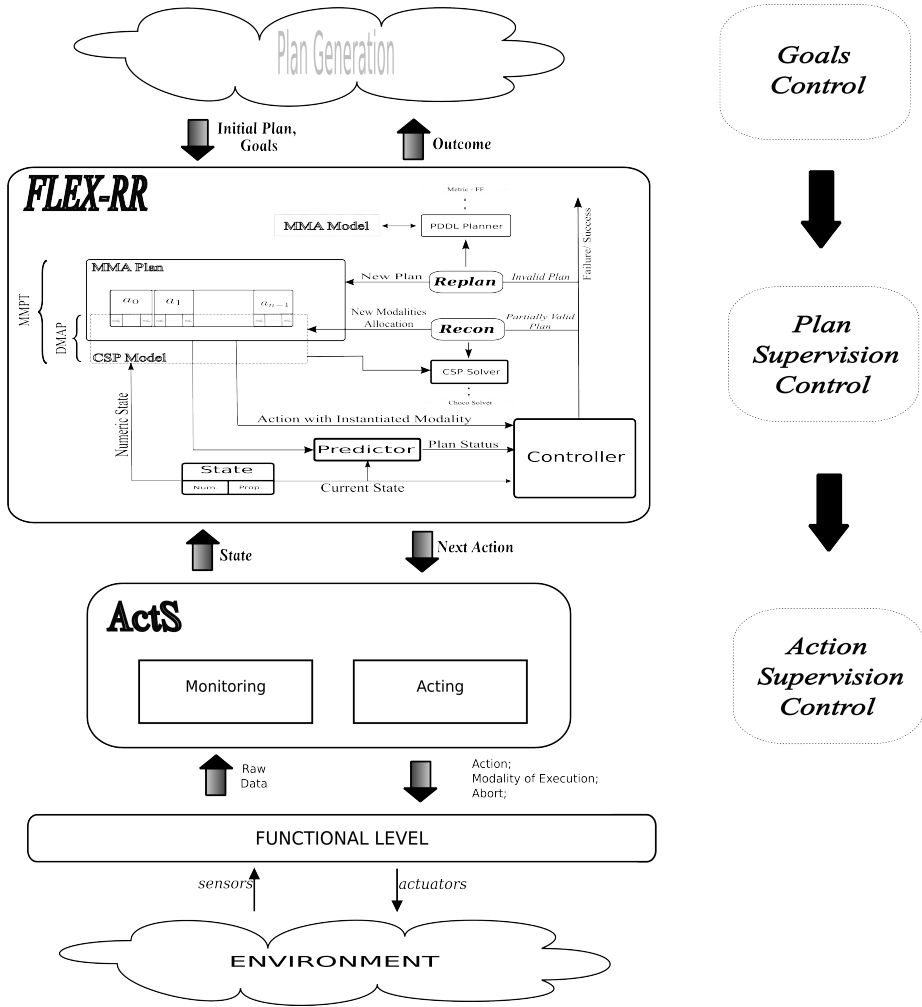 Plan Generation
Goals
Control
Initial Plan,
Goals
Outcome
FLEX-RR
Metric - FF
MMA Model
PDDL Planner
Failure/ Success
MMA Plan
New Plan
Replan
Invalid Plan
MMPT
a0
a1
an−1
New Modalities
Allocation
Recon
Partially Valid
Plan
DMAP
CSP Model
CSP Solver
Choco Solver
Plan
Supervision
Control
Numeric State
Action with Instantiated Modality
Predictor
Plan Status
Controller
State
Num.
Prop.
Current State
State
Next Action
ActS
Monitoring
Acting
Action
Supervision
Control
Raw
Data
Action;
Modality of Execution;
Abort;
FUNCTIONAL LEVEL
sensors
actuators
ENVIRONMENT